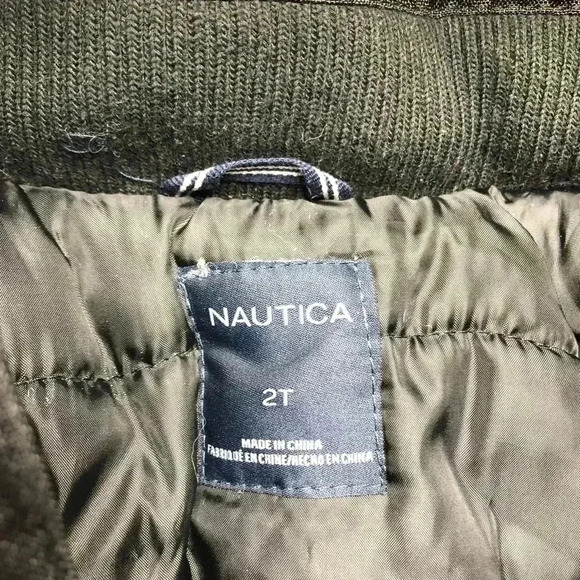 NAUTICA
2T
MADE IN CHINA
FABRIQUÉ EN CHINE/HECHO EN CHINA